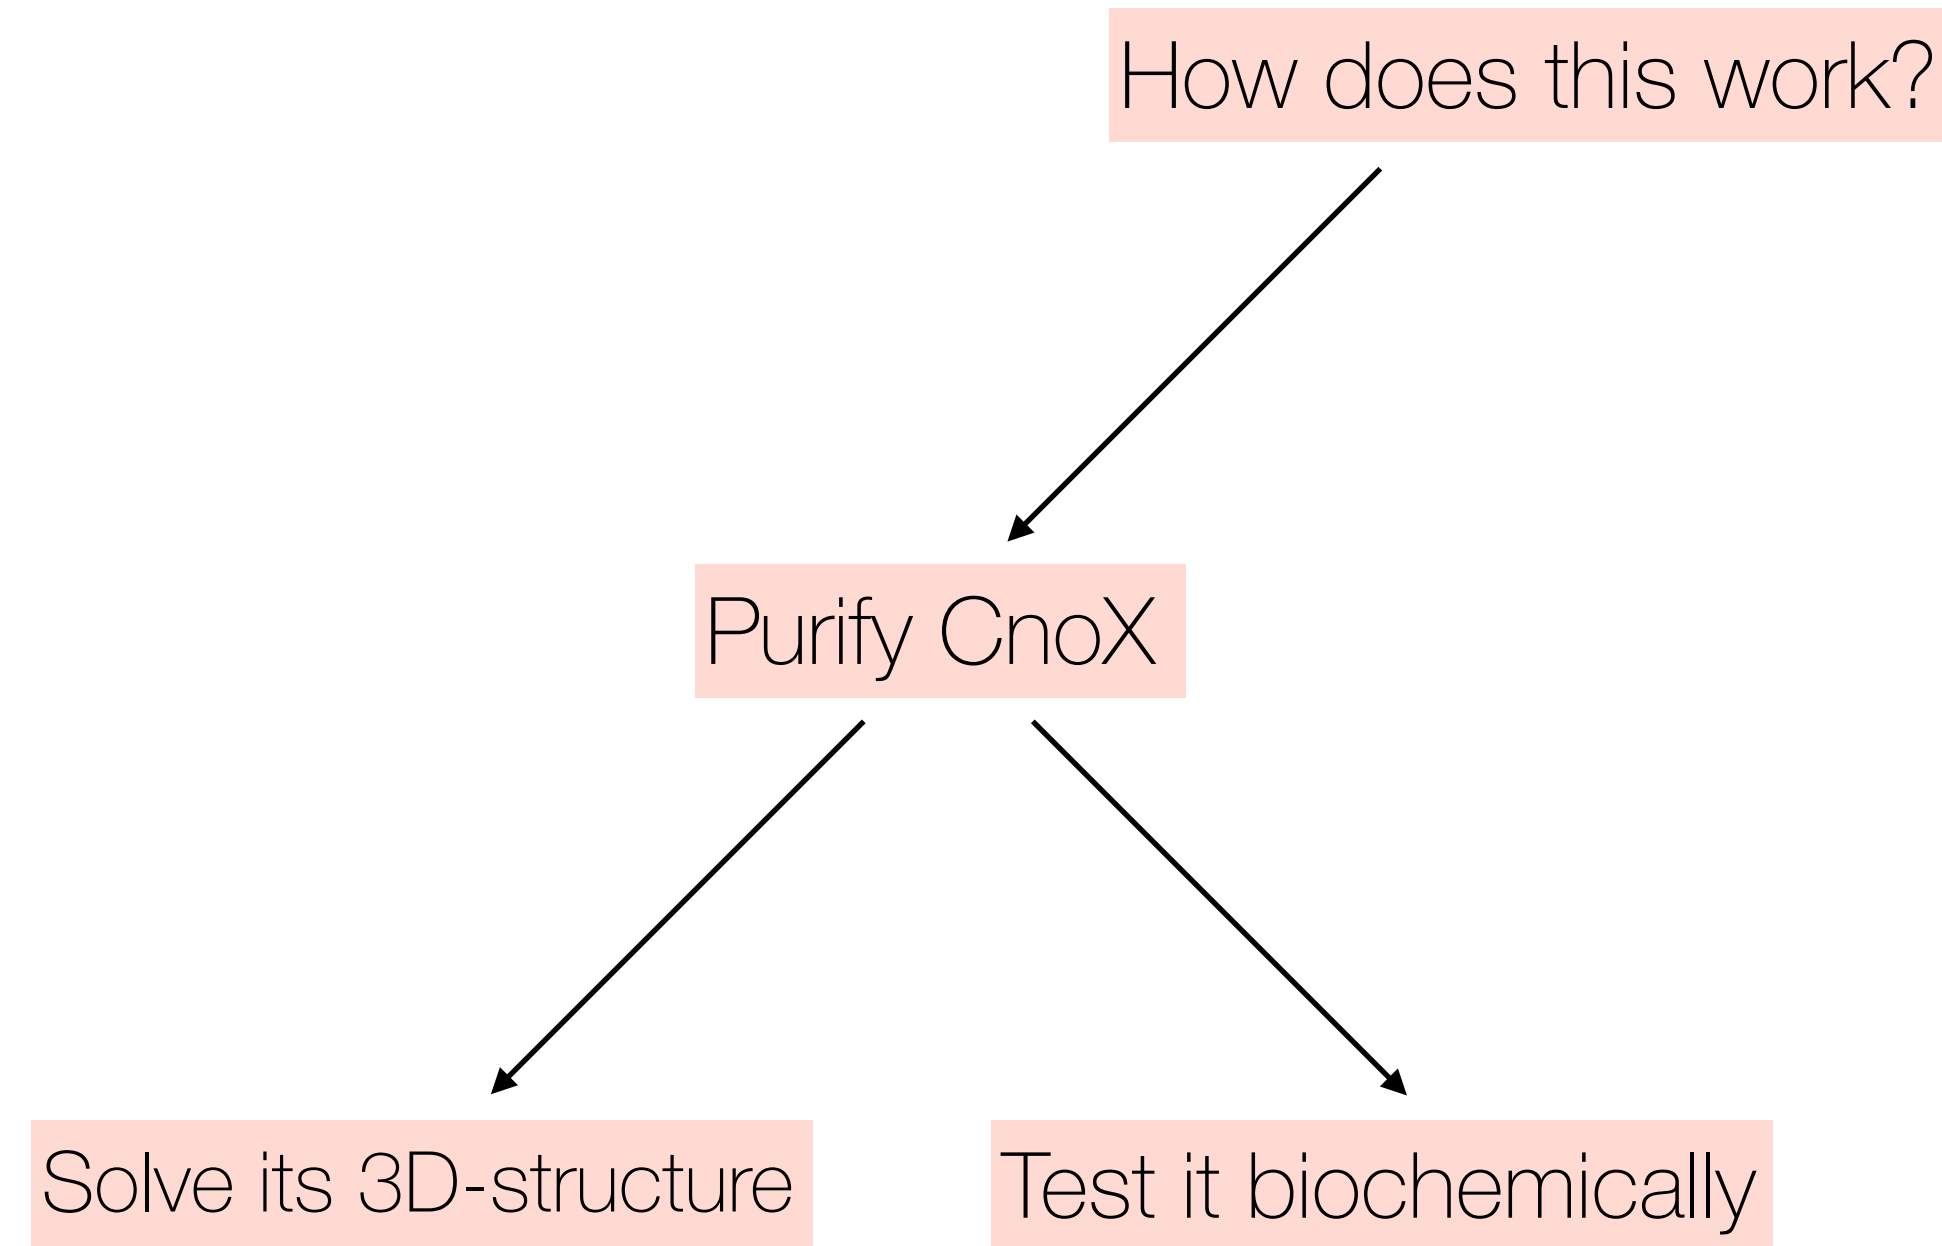 How does this work?
Purify CnoX
Solve its 3D-structure
Test it biochemically